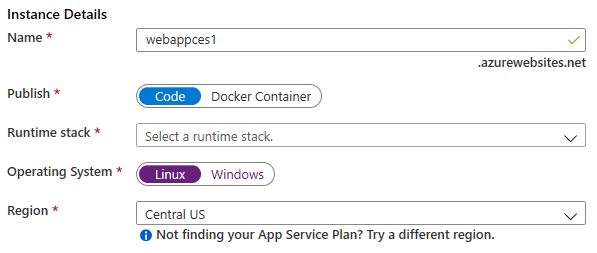 Instance Details
Name * webappces1
.azurewebsites.net
Publish * Code Docker Container
Runtime stack * Select a runtime stack.
Operating System * Linux Windows
Region * Central US
Not finding your App Service Plan? Try a different region.